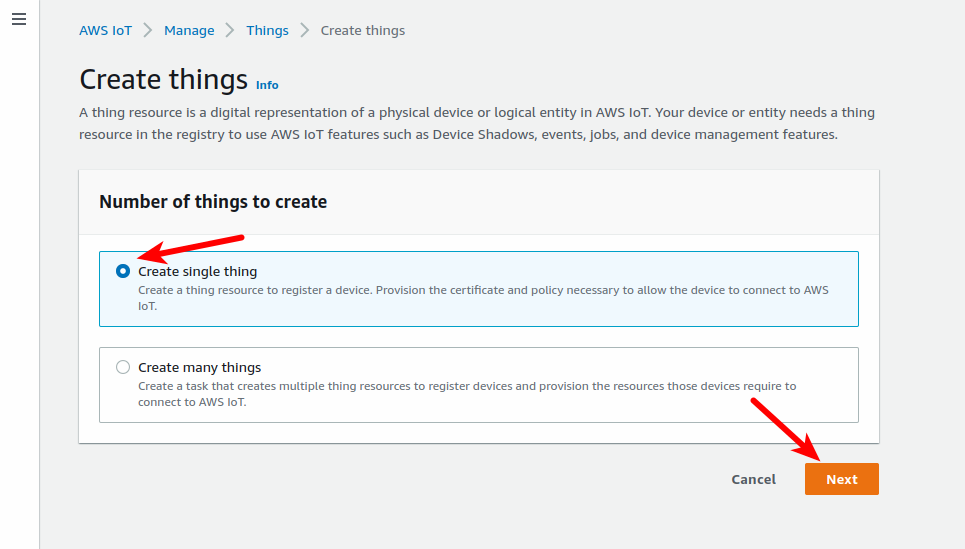 AWS IoT > Manage > Things > Create things
Create things Info
A thing resource is a digital representation of a physical device or logical entity in AWS IoT. Your device or entity needs a thing
resource in the registry to use AWS IoT features such as Device Shadows, events, jobs, and device management features.
Number of things to create
Create single thing
Create a thing resource to register a device. Provision the certificate and policy necessary to allow the device to connect to AWS
IoT.
Create many things
Create a task that creates multiple thing resources to register devices and provision the resources those devices require to
connect to AWS IoT.
Cancel Next